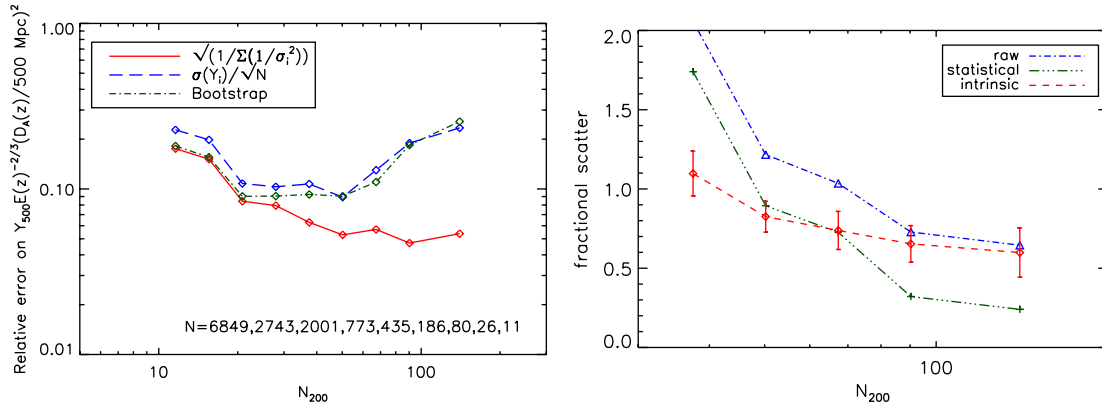 Relative error on Y₅₀₀E(z)⁻²/³(D_A(z)/500 Mpc)²
1.00
0.10
0.01
√(1/Σ(1/σᵢ²))
σ(Yᵢ)/√N
Bootstrap
N=6849,2743,2001,773,435,186,80,26,11
10
100
N₂₀₀
fractional scatter
2.0
1.5
1.0
0.5
0.0
raw
statistical
intrinsic
100
N₂₀₀